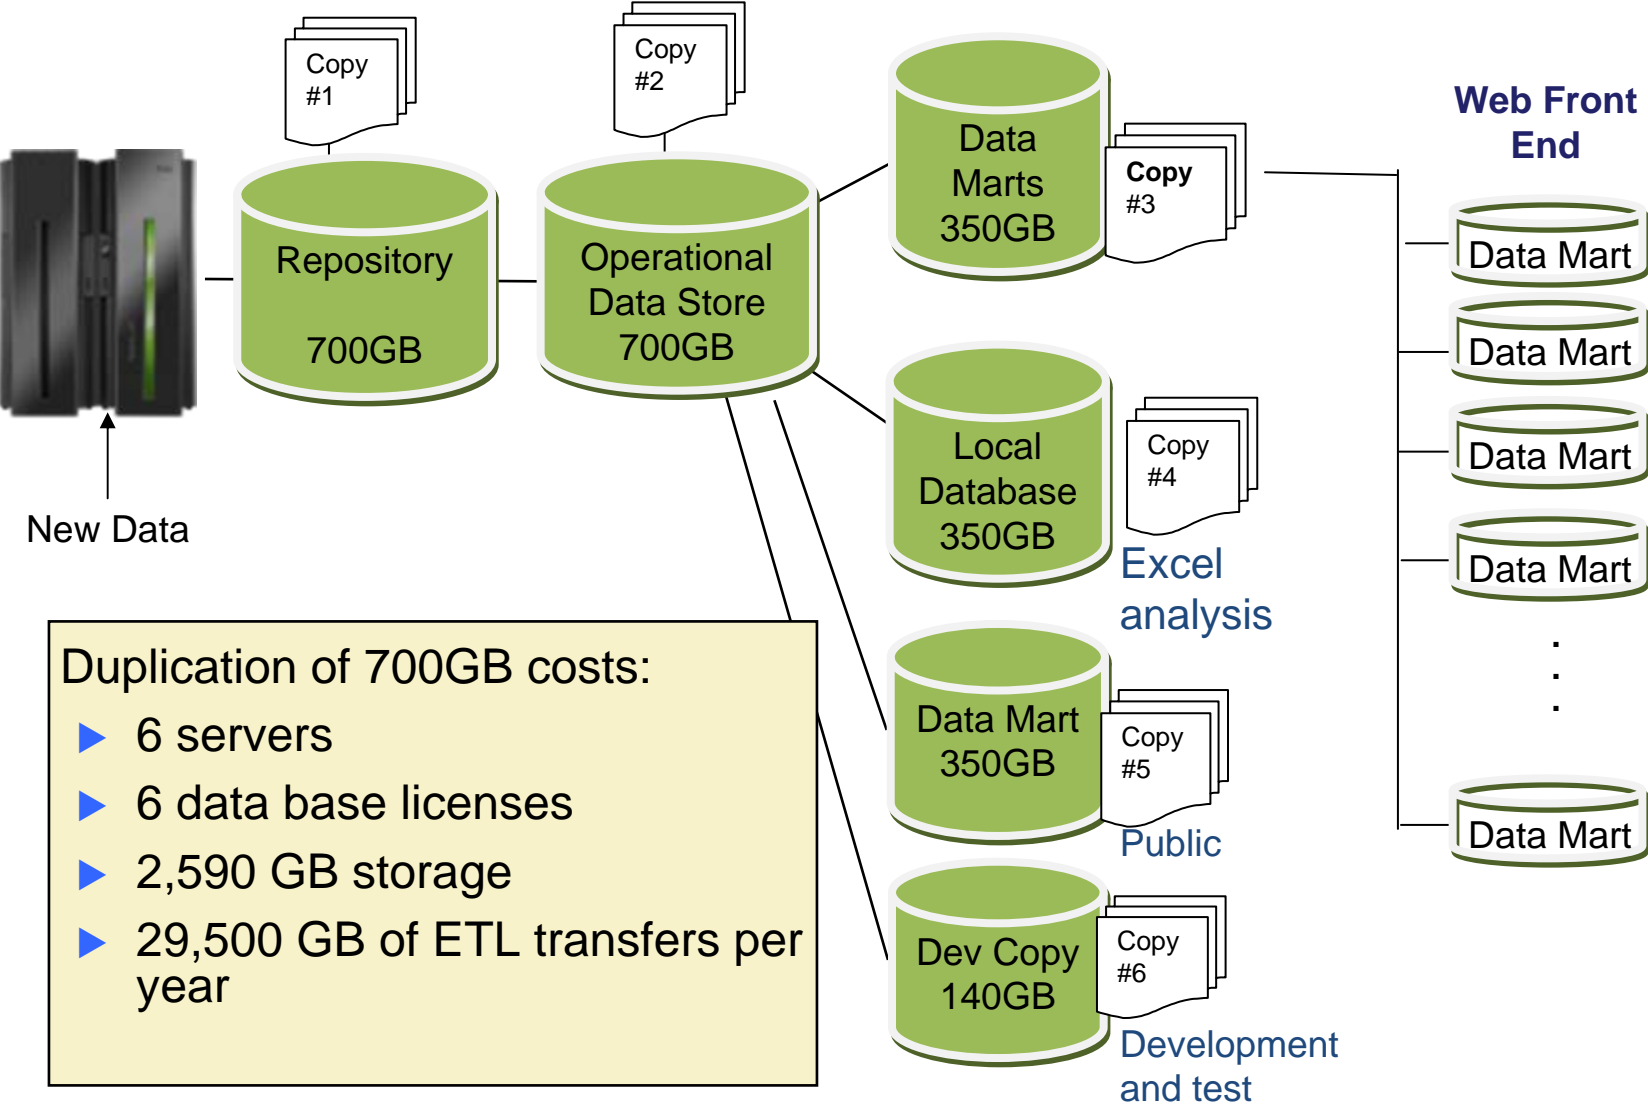 Copy
#1
Copy
#2
Web Front
End
Data
Marts
350GB
Copy
#3
Repository
700GB
Operational
Data Store
700GB
Data Mart
Data Mart
Data Mart
Data Mart
.
.
.
Data Mart
New Data
Local
Database
350GB
Copy
#4
Excel
analysis
Data Mart
350GB
Copy
#5
Public
Dev Copy
140GB
Copy
#6
Development
and test
Duplication of 700GB costs:
6 servers
6 data base licenses
2,590 GB storage
29,500 GB of ETL transfers per
year